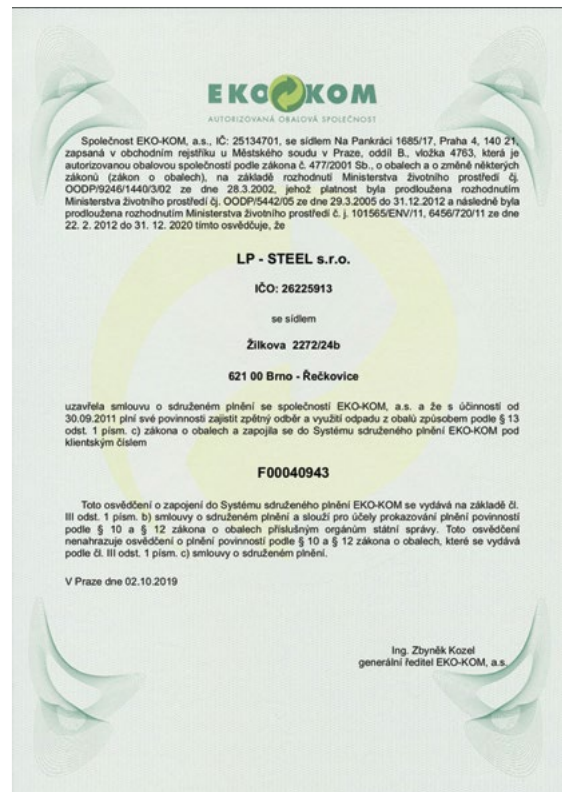 EKO KOM
AUTORIZOVANÁ OBALOVÁ SPOLEČNOST
Společnost EKO-KOM, a.s., IČ: 25134701, se sídlem Na Pankráci 1685/17, Praha 4, 140 21,
zapsaná v obchodním rejstříku u Městského soudu v Praze, oddíl B., vložka 4763, která je
autorizovanou obalovou společností podle zákona č. 477/2001 Sb., o obalech a o změně některých
zákonů (zákon o obalech), na základě rozhodnutí Ministerstva životního prostředí čj.
OODP/9246/1440/3/02 ze dne 28.3.2002, jehož platnost byla prodloužena rozhodnutím
Ministerstva životního prostředí čj. OODP/5442/05 ze dne 29.3.2005 do 31.12.2012 a následně byla
prodloužena rozhodnutím Ministerstva životního prostředí č. j. 101565/ENV/11, 6456/720/11 ze dne
22. 2. 2012 do 31. 12. 2020 tímto osvědčuje, že
LP - STEEL s.r.o.
IČO: 26225913
se sídlem
Žilkova 2272/24b
621 00 Brno - Řečkovice
uzavřela smlouvu o sdruženém plnění se společností EKO-KOM, a.s. a že s účinností od
30.09.2011 plní své povinnosti zajistit zpětný odběr a využití odpadu z obalů způsobem podle § 13
odst. 1 písm. c) zákona o obalech a zapojila se do Systému sdruženého plnění EKO-KOM pod
klientským číslem
F00040943
Toto osvědčení o zapojení do Systému sdruženého plnění EKO-KOM se vydává na základě čl.
III odst. 1 písm. b) smlouvy o sdruženém plnění a slouží pro účely prokazování plnění povinností
podle § 10 a § 12 zákona o obalech příslušným orgánům státní správy. Toto osvědčení
nenahrazuje osvědčení o plnění povinností podle § 10 a § 12 zákona o obalech, které se vydává
podle čl. III odst. 1 písm. c) smlouvy o sdruženém plnění.
V Praze dne 02.10.2019
Ing. Zbyněk Kozel
generální ředitel EKO-KOM, a.s.